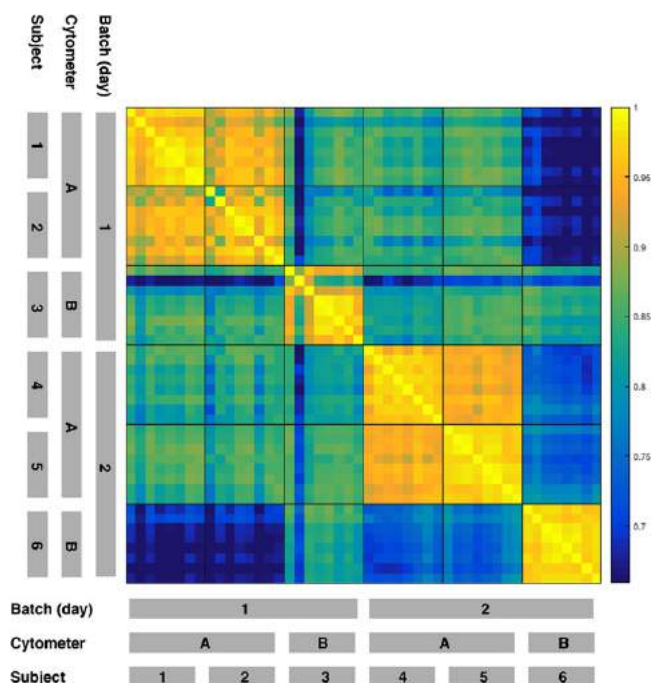 Subject Cytometer Batch (day)
1 A 1
2
3 B
4 A 2
5
6 B
1
0.95
0.9
0.85
0.8
0.75
0.7
Batch (day) 1 2
Cytometer A B A B
Subject 1 2 3 4 5 6